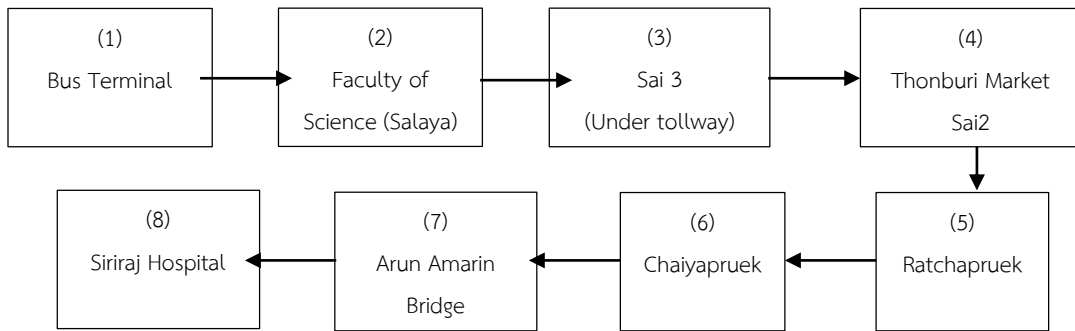 (1)
Bus Terminal
(2)
Faculty of
Science (Salaya)
(3)
Sai 3
(Under tollway)
(4)
Thonburi Market
Sai2
(5)
Ratchapruek
(6)
Chaiyapruek
(7)
Arun Amarin
Bridge
(8)
Siriraj Hospital